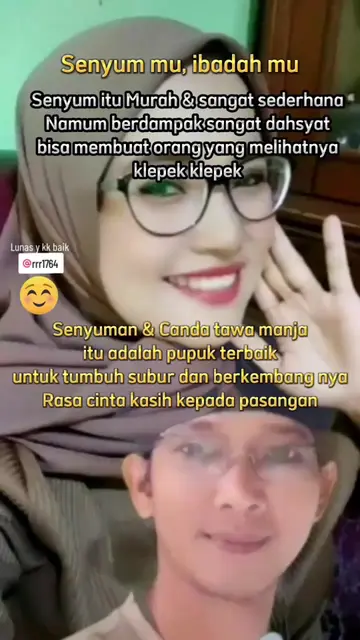 Senyum mu, ibadah mu
Senyum itu Murah & sangat sederhana
Namum berdampak sangat dahsyat
bisa membuat orang yang melihatnya
klepek klepek
Lunas y kk baik
@rrr1764
Senyuman & Canda tawa manja
itu adalah pupuk terbaik
untuk tumbuh subur dan berkembang nya
Rasa cinta kasih kepada pasangan